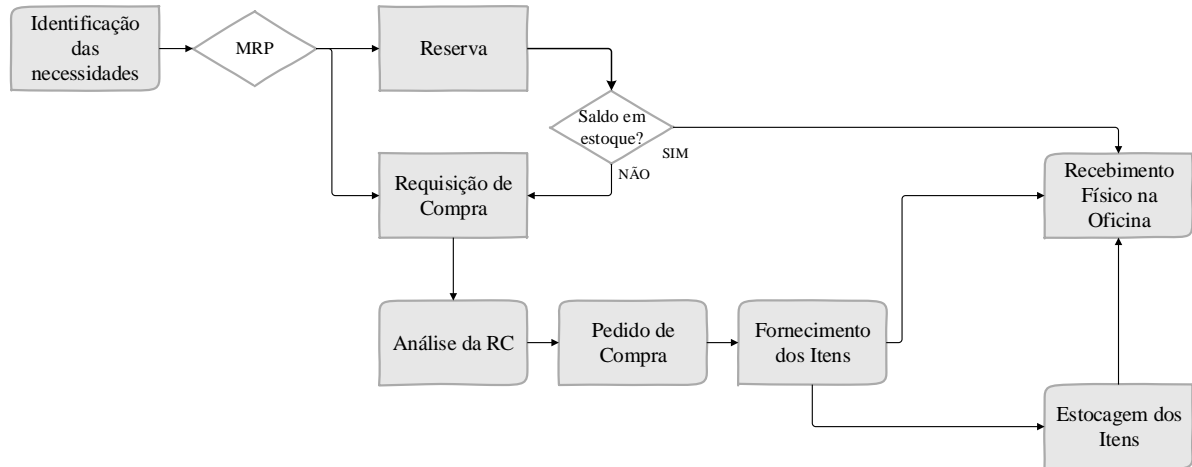 Identificação
das
necessidades
MRP
Reserva
Saldo em
estoque?
SIM
NÃO
Requisição de
Compra
Recebimento
Físico na
Oficina
Análise da RC
Pedido de
Compra
Fornecimento
dos Itens
Estocagem dos
Itens